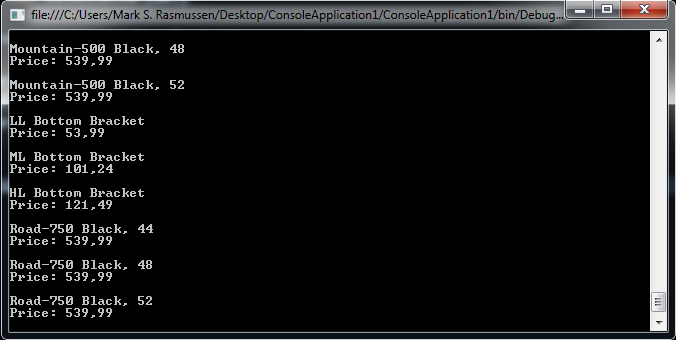 file:///C:/Users/Mark S. Rasmussen/Desktop/ConsoleApplication1/ConsoleApplication1/bin/Debug...
Mountain-500 Black, 48
Price: 539,99
Mountain-500 Black, 52
Price: 539,99
LL Bottom Bracket
Price: 53,99
ML Bottom Bracket
Price: 101,24
HL Bottom Bracket
Price: 121,49
Road-750 Black, 44
Price: 539,99
Road-750 Black, 48
Price: 539,99
Road-750 Black, 52
Price: 539,99